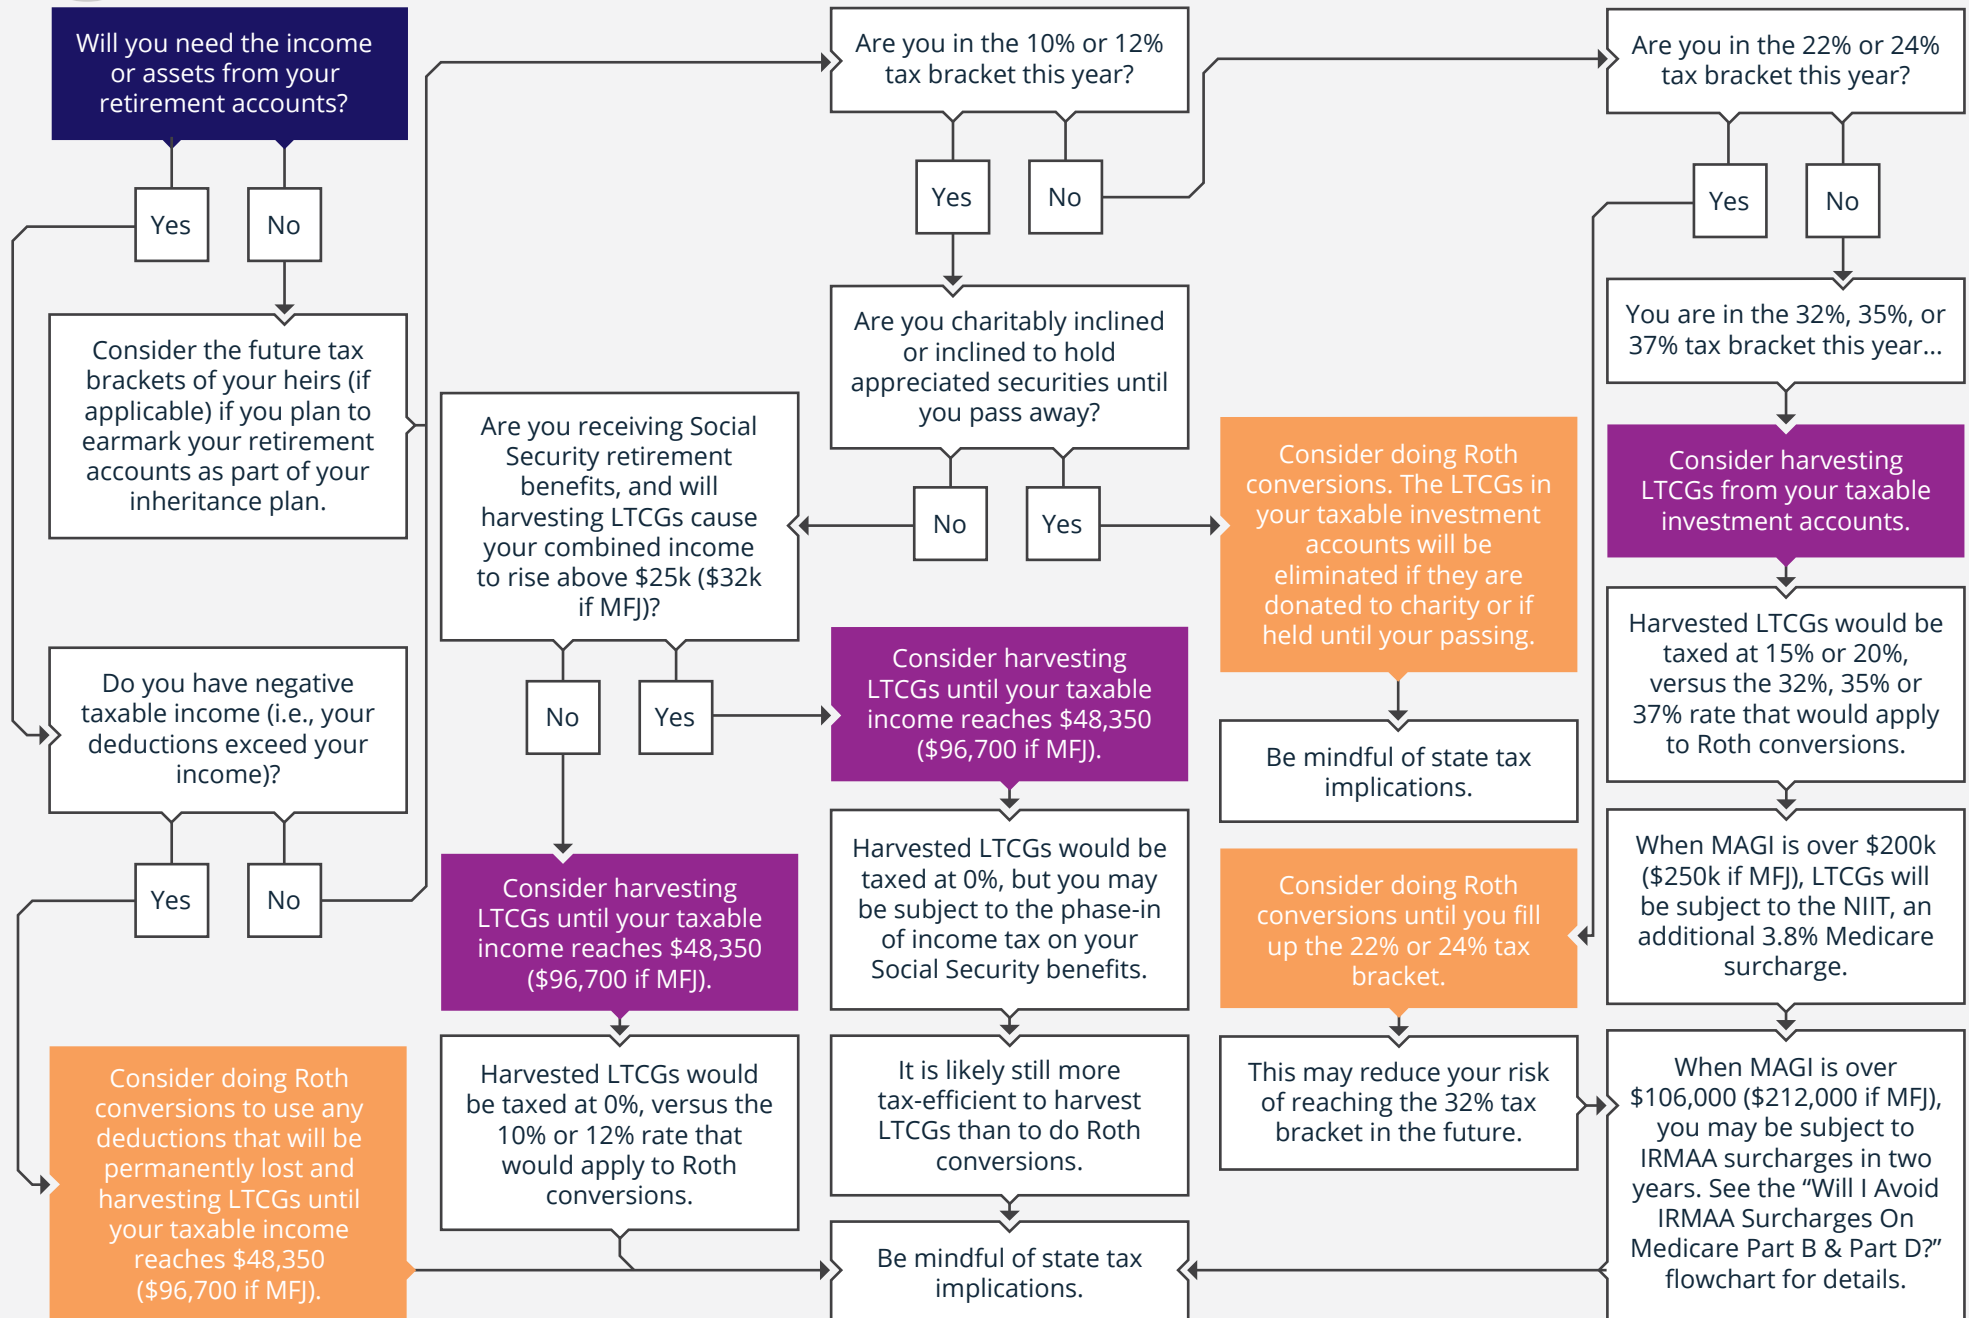 Will you need the income
or assets from your
retirement accounts?
Yes
No
Consider the future tax
brackets of your heirs (if
applicable) if you plan to
earmark your retirement
accounts as part of your
inheritance plan.
Do you have negative
taxable income (i.e., your
deductions exceed your
income)?
Yes
No
Consider doing Roth
conversions to use any
deductions that will be
permanently lost and
harvesting LTCGs until
your taxable income
reaches $48,350
($96,700 if MFJ).
Are you in the 10% or 12%
tax bracket this year?
Yes
No
Are you charitably inclined
or inclined to hold
appreciated securities until
you pass away?
No
Yes
Are you receiving Social
Security retirement
benefits, and will
harvesting LTCGs cause
your combined income
to rise above $25k ($32k
if MFJ)?
No
Yes
Consider harvesting
LTCGs until your taxable
income reaches $48,350
($96,700 if MFJ).
Harvested LTCGs would
be taxed at 0%, versus the
10% or 12% rate that
would apply to Roth
conversions.
Consider harvesting
LTCGs until your taxable
income reaches $48,350
($96,700 if MFJ).
Harvested LTCGs would be
taxed at 0%, but you may
be subject to the phase-in
of income tax on your
Social Security benefits.
It is likely still more
tax-efficient to harvest
LTCGs than to do Roth
conversions.
Be mindful of state tax
implications.
Consider doing Roth
conversions. The LTCGs in
your taxable investment
accounts will be
eliminated if they are
donated to charity or if
held until your passing.
Be mindful of state tax
implications.
Are you in the 22% or 24%
tax bracket this year?
Yes
No
Consider doing Roth
conversions until you fill
up the 22% or 24% tax
bracket.
This may reduce your risk
of reaching the 32% tax
bracket in the future.
You are in the 32%, 35%, or
37% tax bracket this year...
Consider harvesting
LTCGs from your taxable
investment accounts.
Harvested LTCGs would be
taxed at 15% or 20%,
versus the 32%, 35% or
37% rate that would apply
to Roth conversions.
When MAGI is over $200k
($250k if MFJ), LTCGs will
be subject to the NIIT, an
additional 3.8% Medicare
surcharge.
When MAGI is over
$106,000 ($212,000 if MFJ),
you may be subject to
IRMAA surcharges in two
years. See the “Will I Avoid
IRMAA Surcharges On
Medicare Part B & Part D?”
flowchart for details.